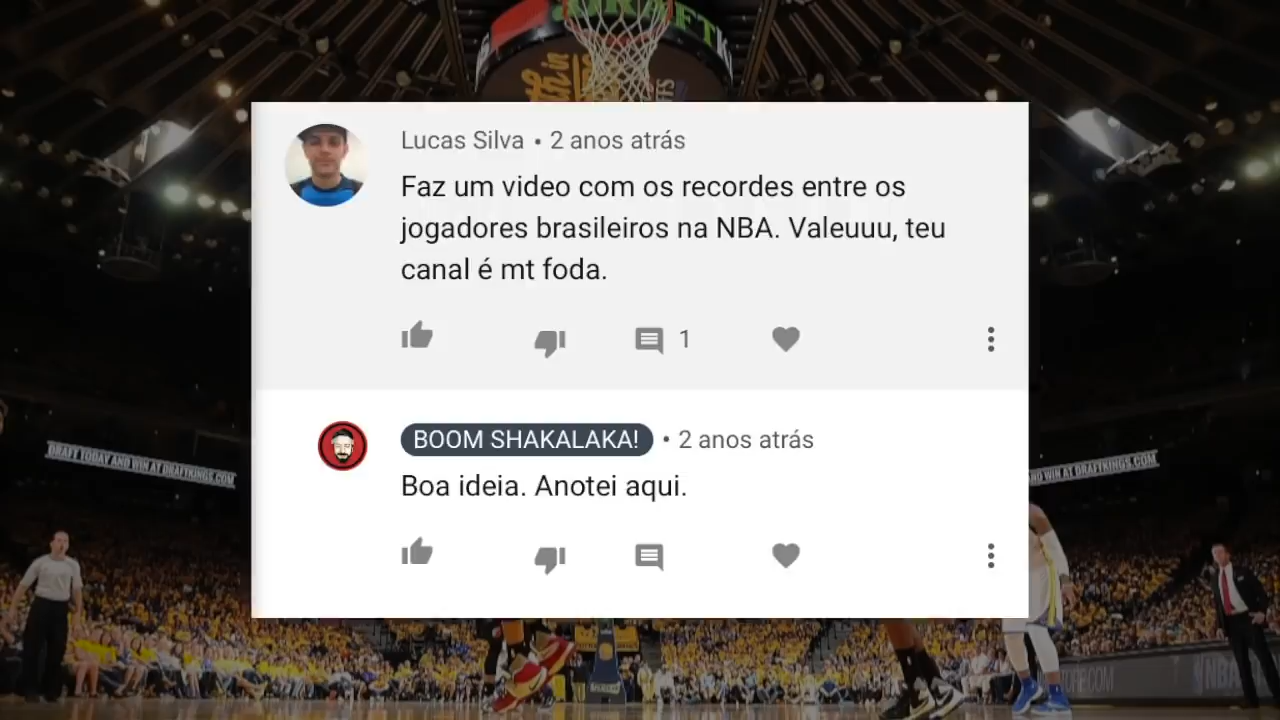 DRAFT
Lucas Silva • 2 anos atrás
Faz um video com os recordes entre os
jogadores brasileiros na NBA. Valeuuu, teu
canal é mt foda.
1
BOOM SHAKALAKA! • 2 anos atrás
Boa ideia. Anotei aqui.
DRAFT TODAY AND WIN AT DRAFTKINGS.COM
WIN AT DRAFTKINGS.COM